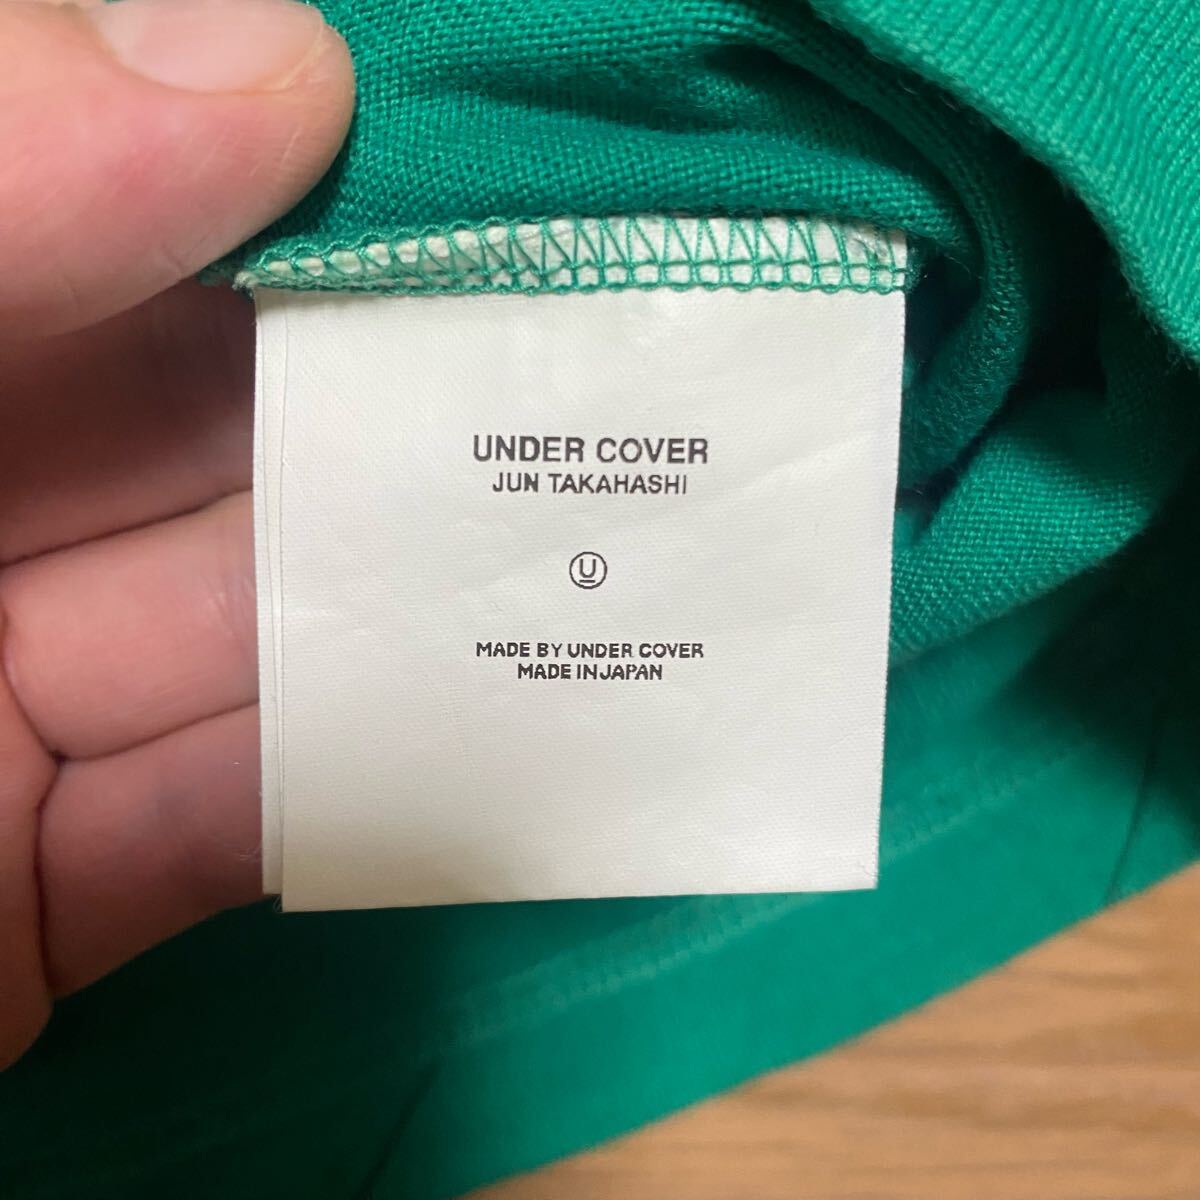 UNDER COVER
JUN TAKAHASHI
U
MADE BY UNDER COVER
MADE IN JAPAN